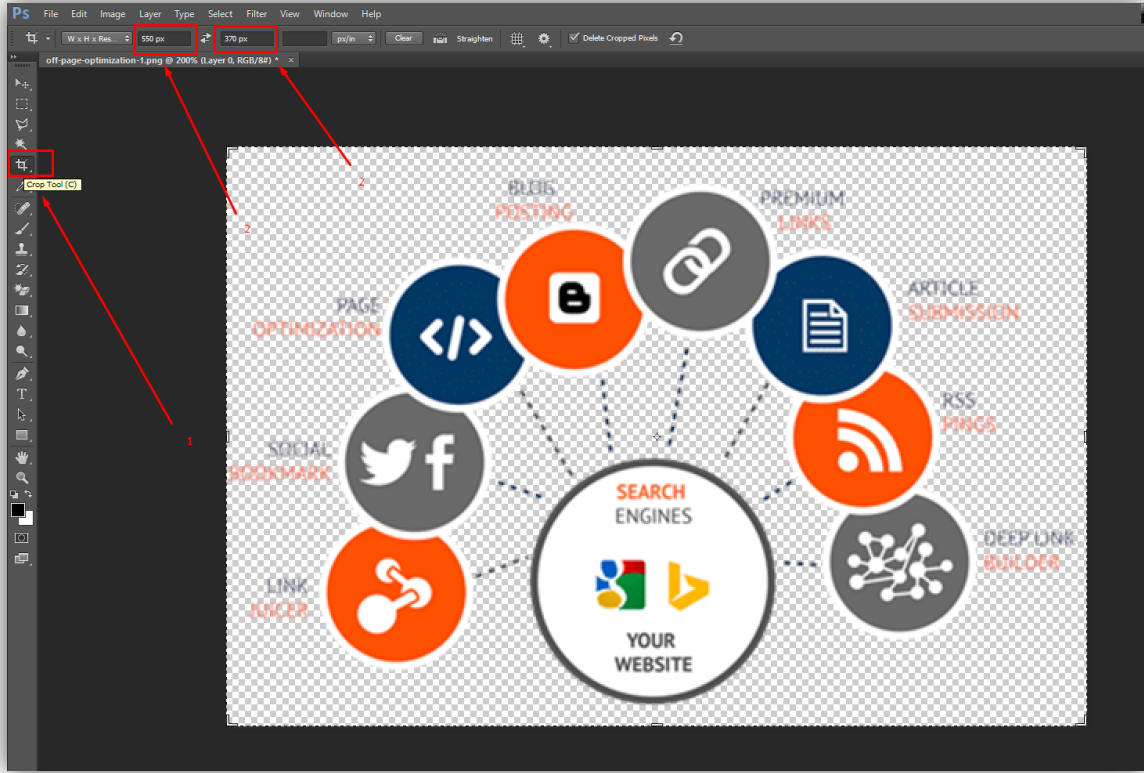 Ps File Edit Image Layer Type Select Filter View Window Help
W x H x Res... 550 px 370 px px/in Clear Straighten Delete Cropped Pixels
off-page-optimization-1.png @ 200% (Layer 0, RGB/8#) * ×
Crop Tool (C)
1
2
2
BLOG
POSTING
PREMIUM
LINKS
PAGE
OPTIMIZATION
ARTICLE
SUBMISSION
SOCIAL
BOOKMARK
RSS
PINGS
LINK
JUICER
DEEP LINK
BUILDER
SEARCH
ENGINES
YOUR
WEBSITE